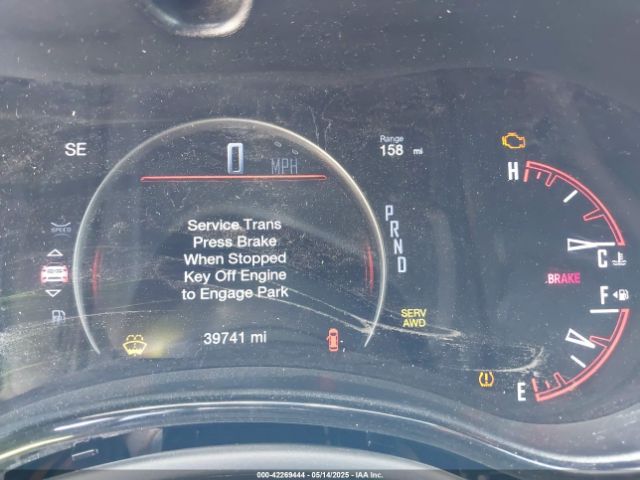 SE
0 MPH
Range
158 mi
SPEED
Service Trans
Press Brake
When Stopped
Key Off Engine
to Engage Park
39741 mi
P
R
N
D
SERV
AWD
H
C
BRAKE
F
E
000-42269444 - 05/14/2025 - IAA Inc.